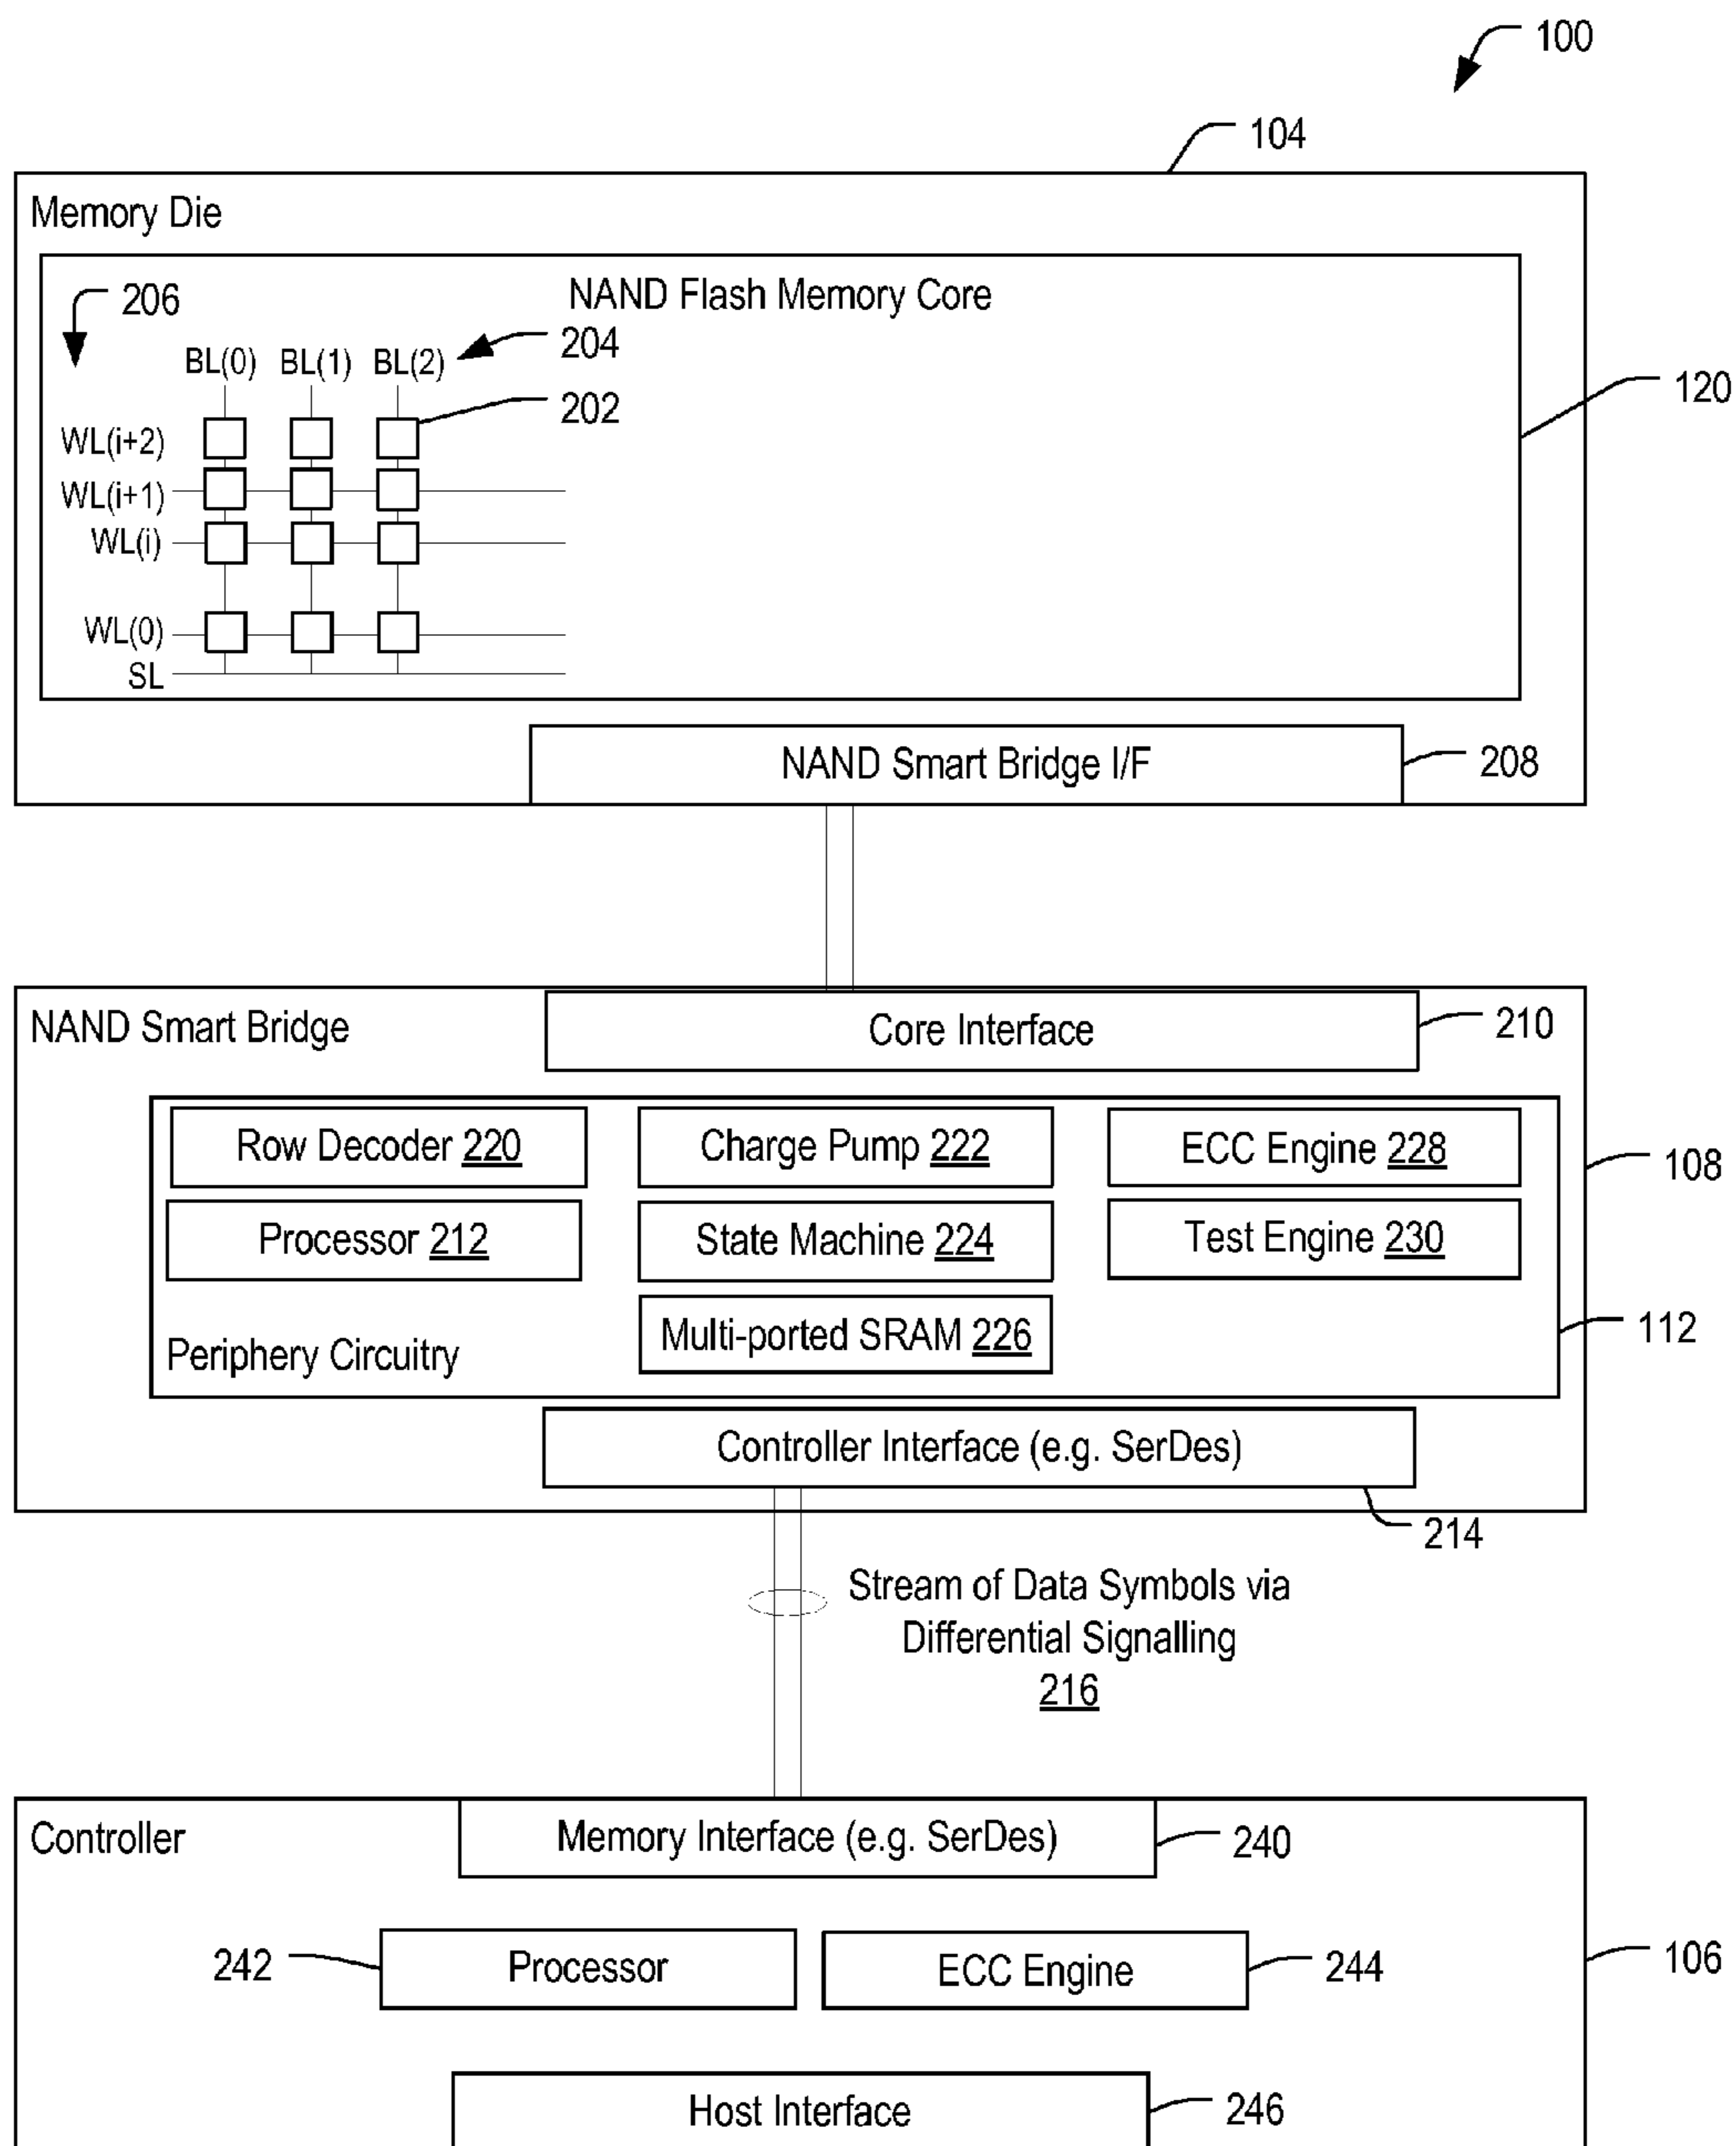 100
104
Memory Die
206
NAND Flash Memory Core
204
BL(0) BL(1) BL(2)
202
120
WL(i+2)
WL(i+1)
WL(i)
WL(0)
SL
NAND Smart Bridge I/F
208
NAND Smart Bridge
Core Interface
210
Row Decoder 220
Charge Pump 222
ECC Engine 228
108
Processor 212
State Machine 224
Test Engine 230
Multi-ported SRAM 226
112
Periphery Circuitry
Controller Interface (e.g. SerDes)
214
Stream of Data Symbols via
Differential Signalling
216
Controller
Memory Interface (e.g. SerDes)
240
242
Processor
ECC Engine
244
106
Host Interface
246